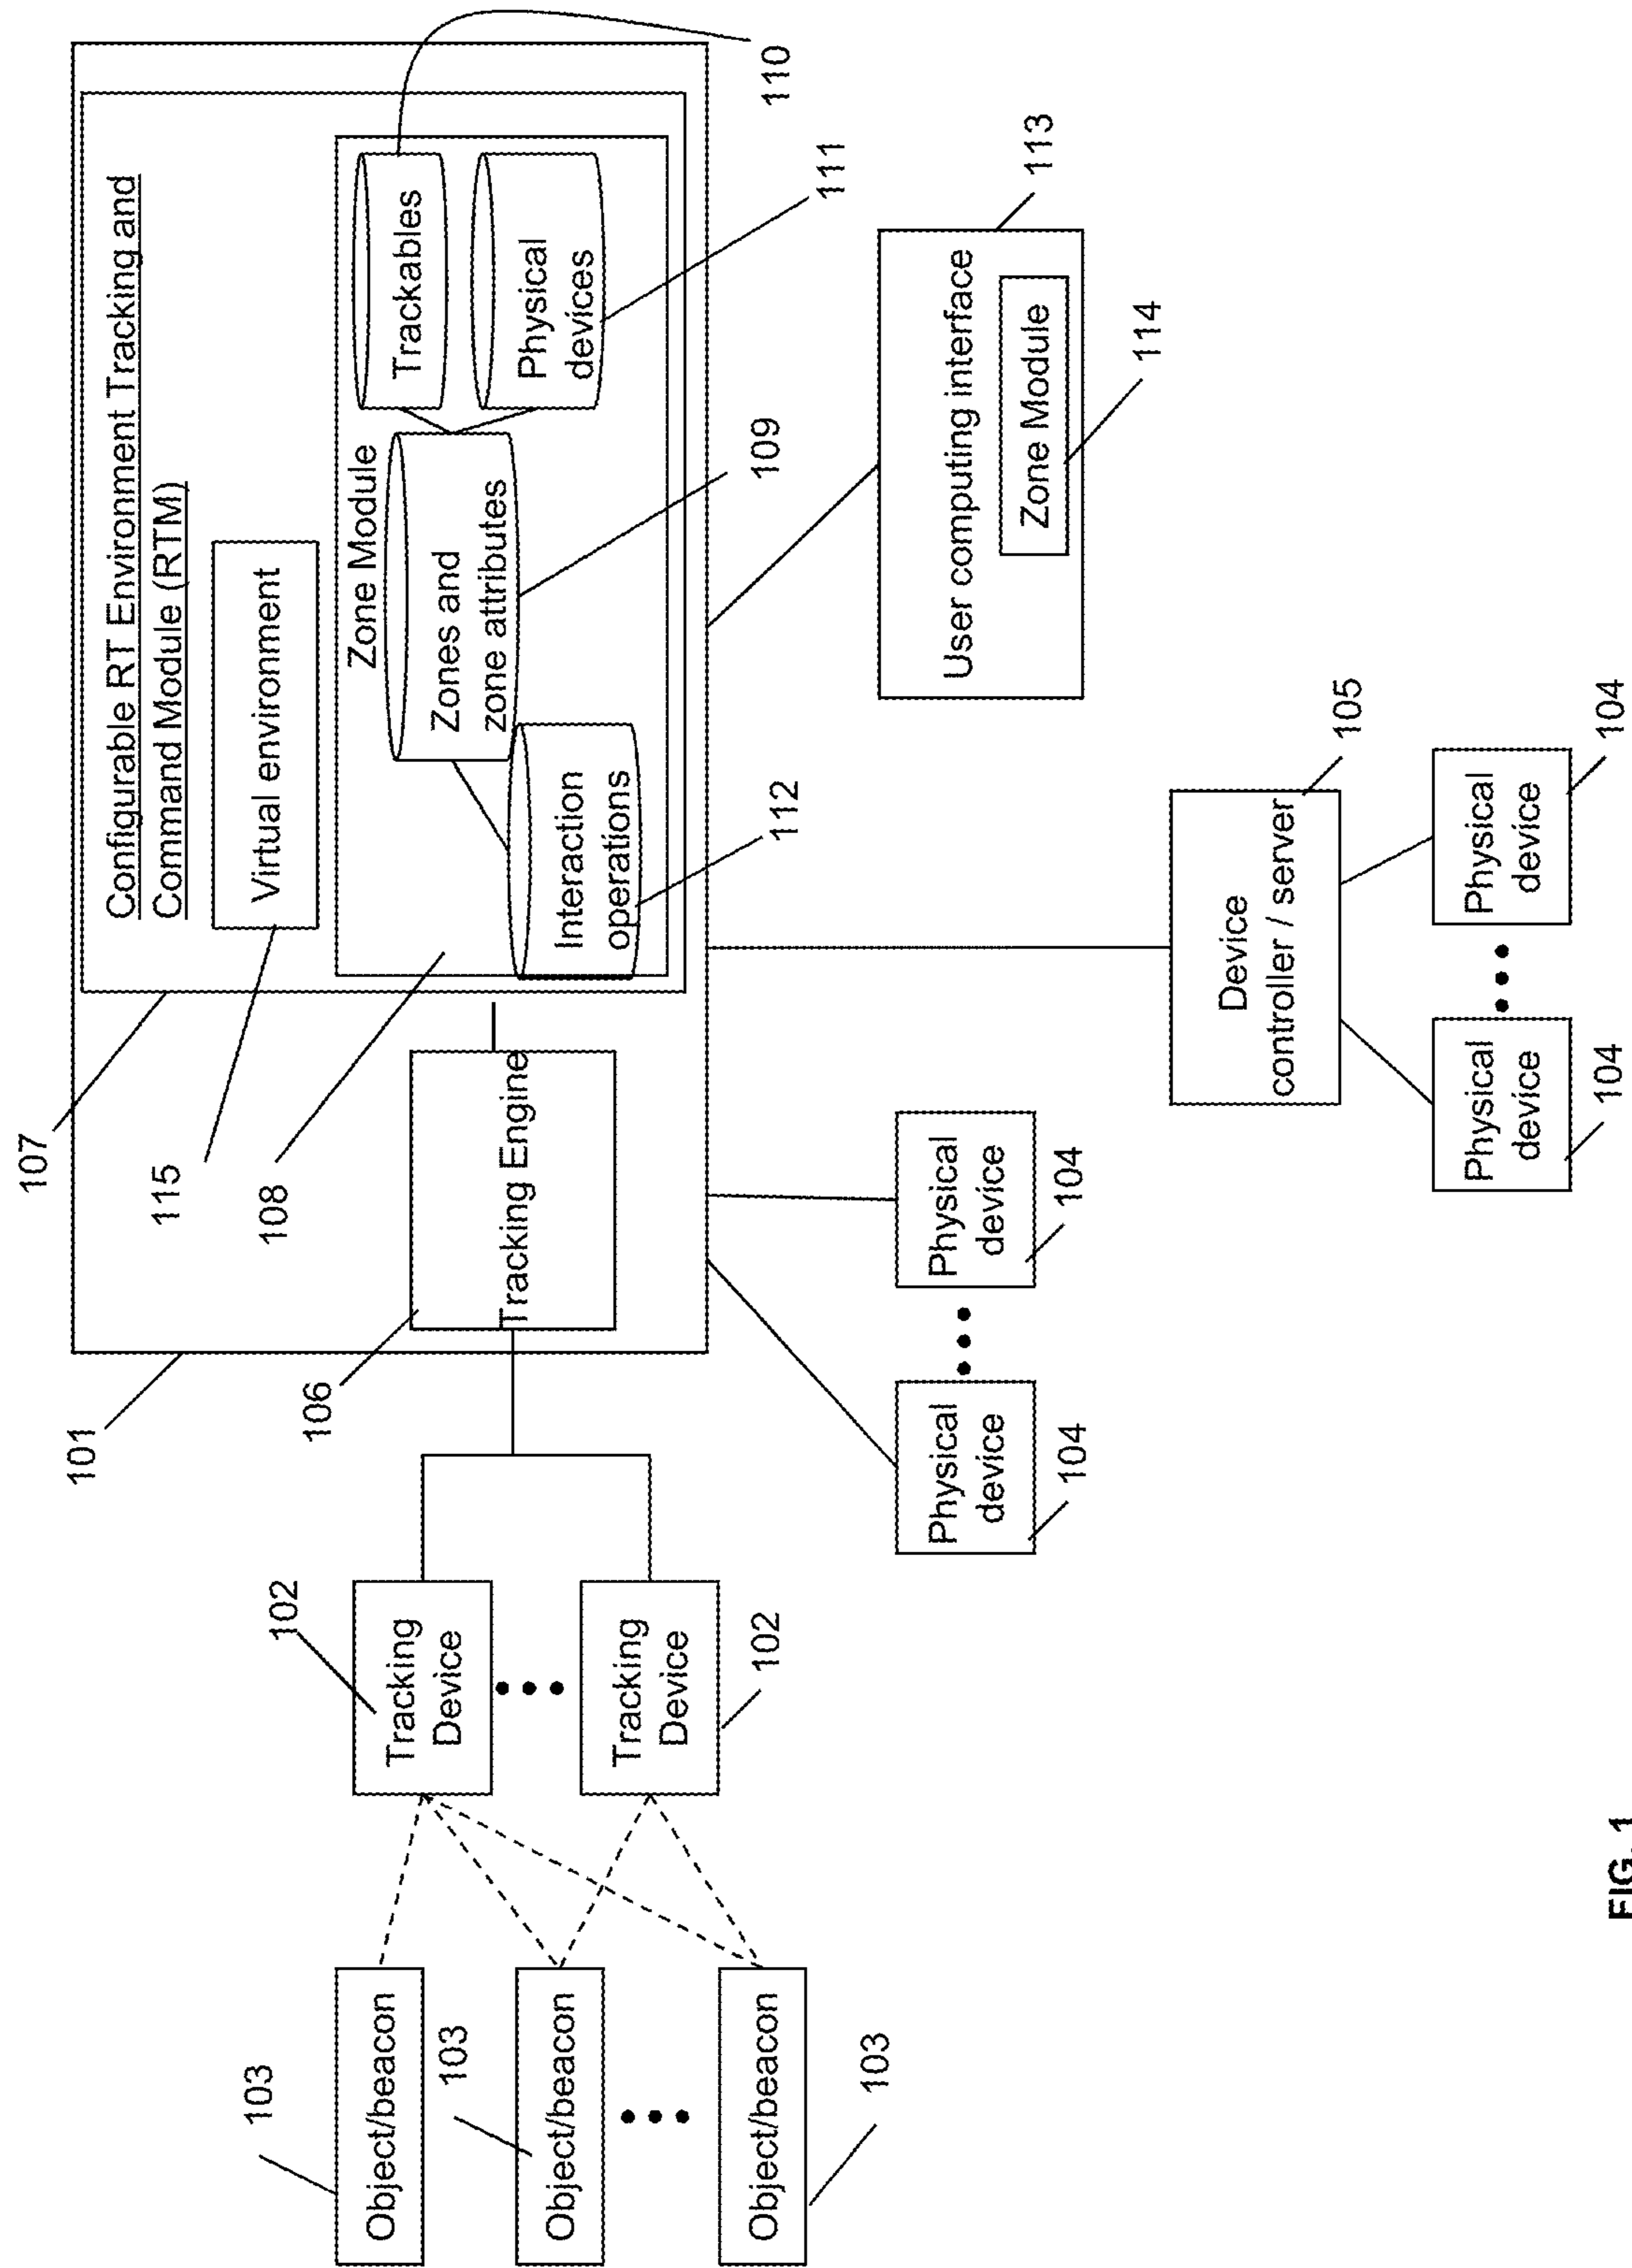 101
107
115
108
106
Configurable RT Environment Tracking and
Command Module (RTM)
Virtual environment
Zone Module
Trackables
Physical
devices
Zones and
zone attributes
Interaction
operations
Tracking Engine
110
111
109
112
102
Tracking
Device
Tracking
Device
102
103
Object/beacon
103
Object/beacon
Object/beacon
103
Physical
device
104
Physical
device
104
User computing interface
Zone Module
113
114
Device
controller / server
105
Physical
device
104
Physical
device
104
FIG. 1